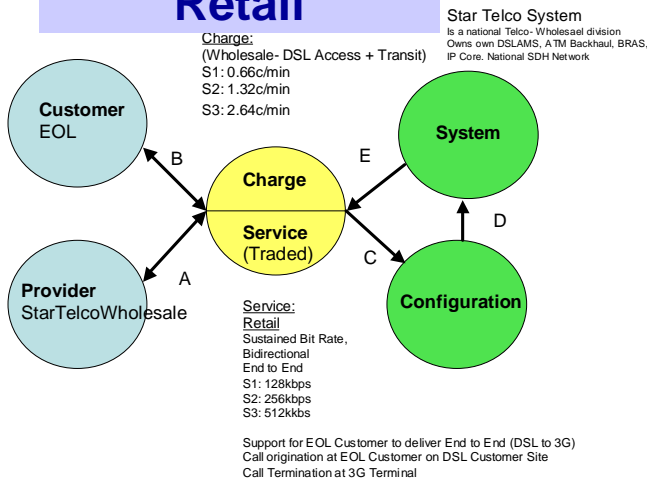 Retail
Star Telco System
Is a national Telco- Wholesael division
Owns own DSLAMS, ATM Backhaul, BRAS,
IP Core. National SDH Network
Charge:
(Wholesale- DSL Access + Transit)
S1: 0.66c/min
S2: 1.32c/min
S3: 2.64c/min
Customer
EOL
System
B
E
Charge
Service
(Traded)
D
C
A
Provider
StarTelcoWholesale
Configuration
Service:
Retail
Sustained Bit Rate,
Bidirectional
End to End
S1: 128kbps
S2: 256kbps
S3: 512kkbs
Support for EOL Customer to deliver End to End (DSL to 3G)
Call origination at EOL Customer on DSL Customer Site
Call Termination at 3G Terminal